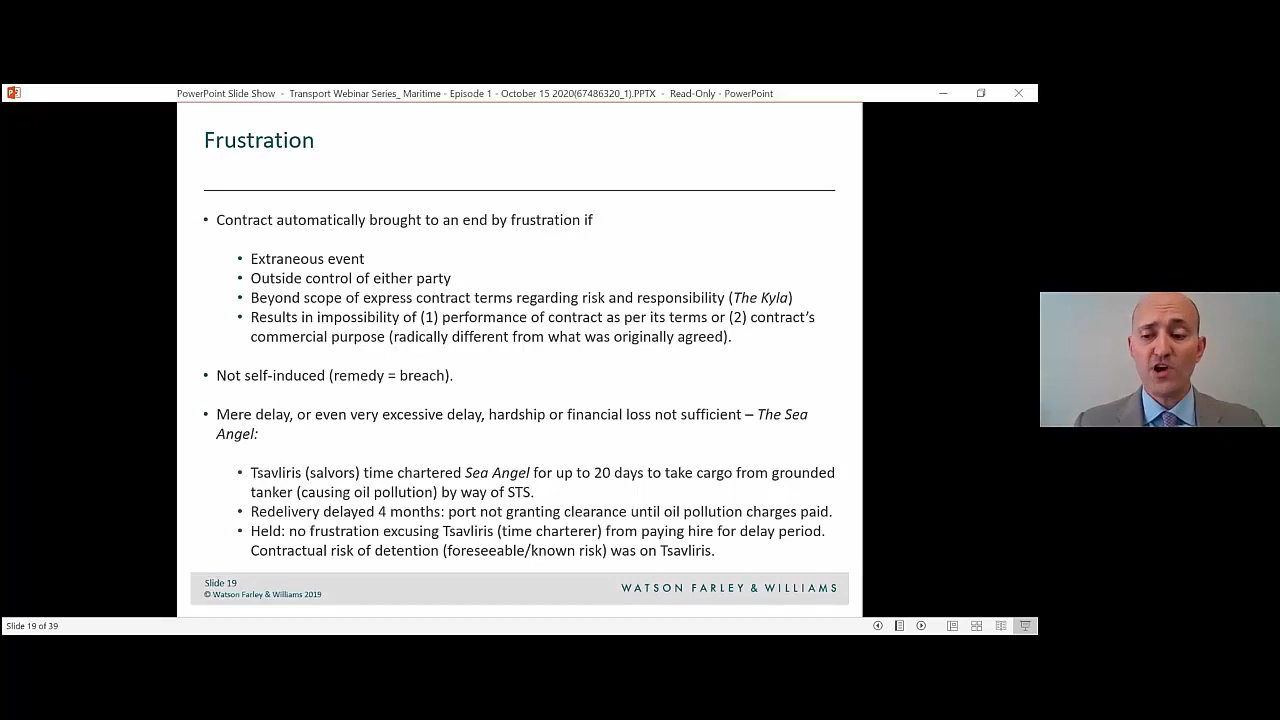 PowerPoint Slide Show - Transport Webinar Series_ Maritime - Episode 1 - October 15 2020(67486320_1).PPTX - Read-Only - PowerPoint
Frustration
• Contract automatically brought to an end by frustration if
• Extraneous event
• Outside control of either party
• Beyond scope of express contract terms regarding risk and responsibility (The Kyla)
• Results in impossibility of (1) performance of contract as per its terms or (2) contract's
commercial purpose (radically different from what was originally agreed).
• Not self-induced (remedy = breach).
• Mere delay, or even very excessive delay, hardship or financial loss not sufficient – The Sea
Angel:
• Tsavliris (salvors) time chartered Sea Angel for up to 20 days to take cargo from grounded
tanker (causing oil pollution) by way of STS.
• Redelivery delayed 4 months: port not granting clearance until oil pollution charges paid.
• Held: no frustration excusing Tsavliris (time charterer) from paying hire for delay period.
Contractual risk of detention (foreseeable/known risk) was on Tsavliris.
Slide 19
© Watson Farley & Williams 2019
WATSON FARLEY & WILLIAMS
Slide 19 of 39